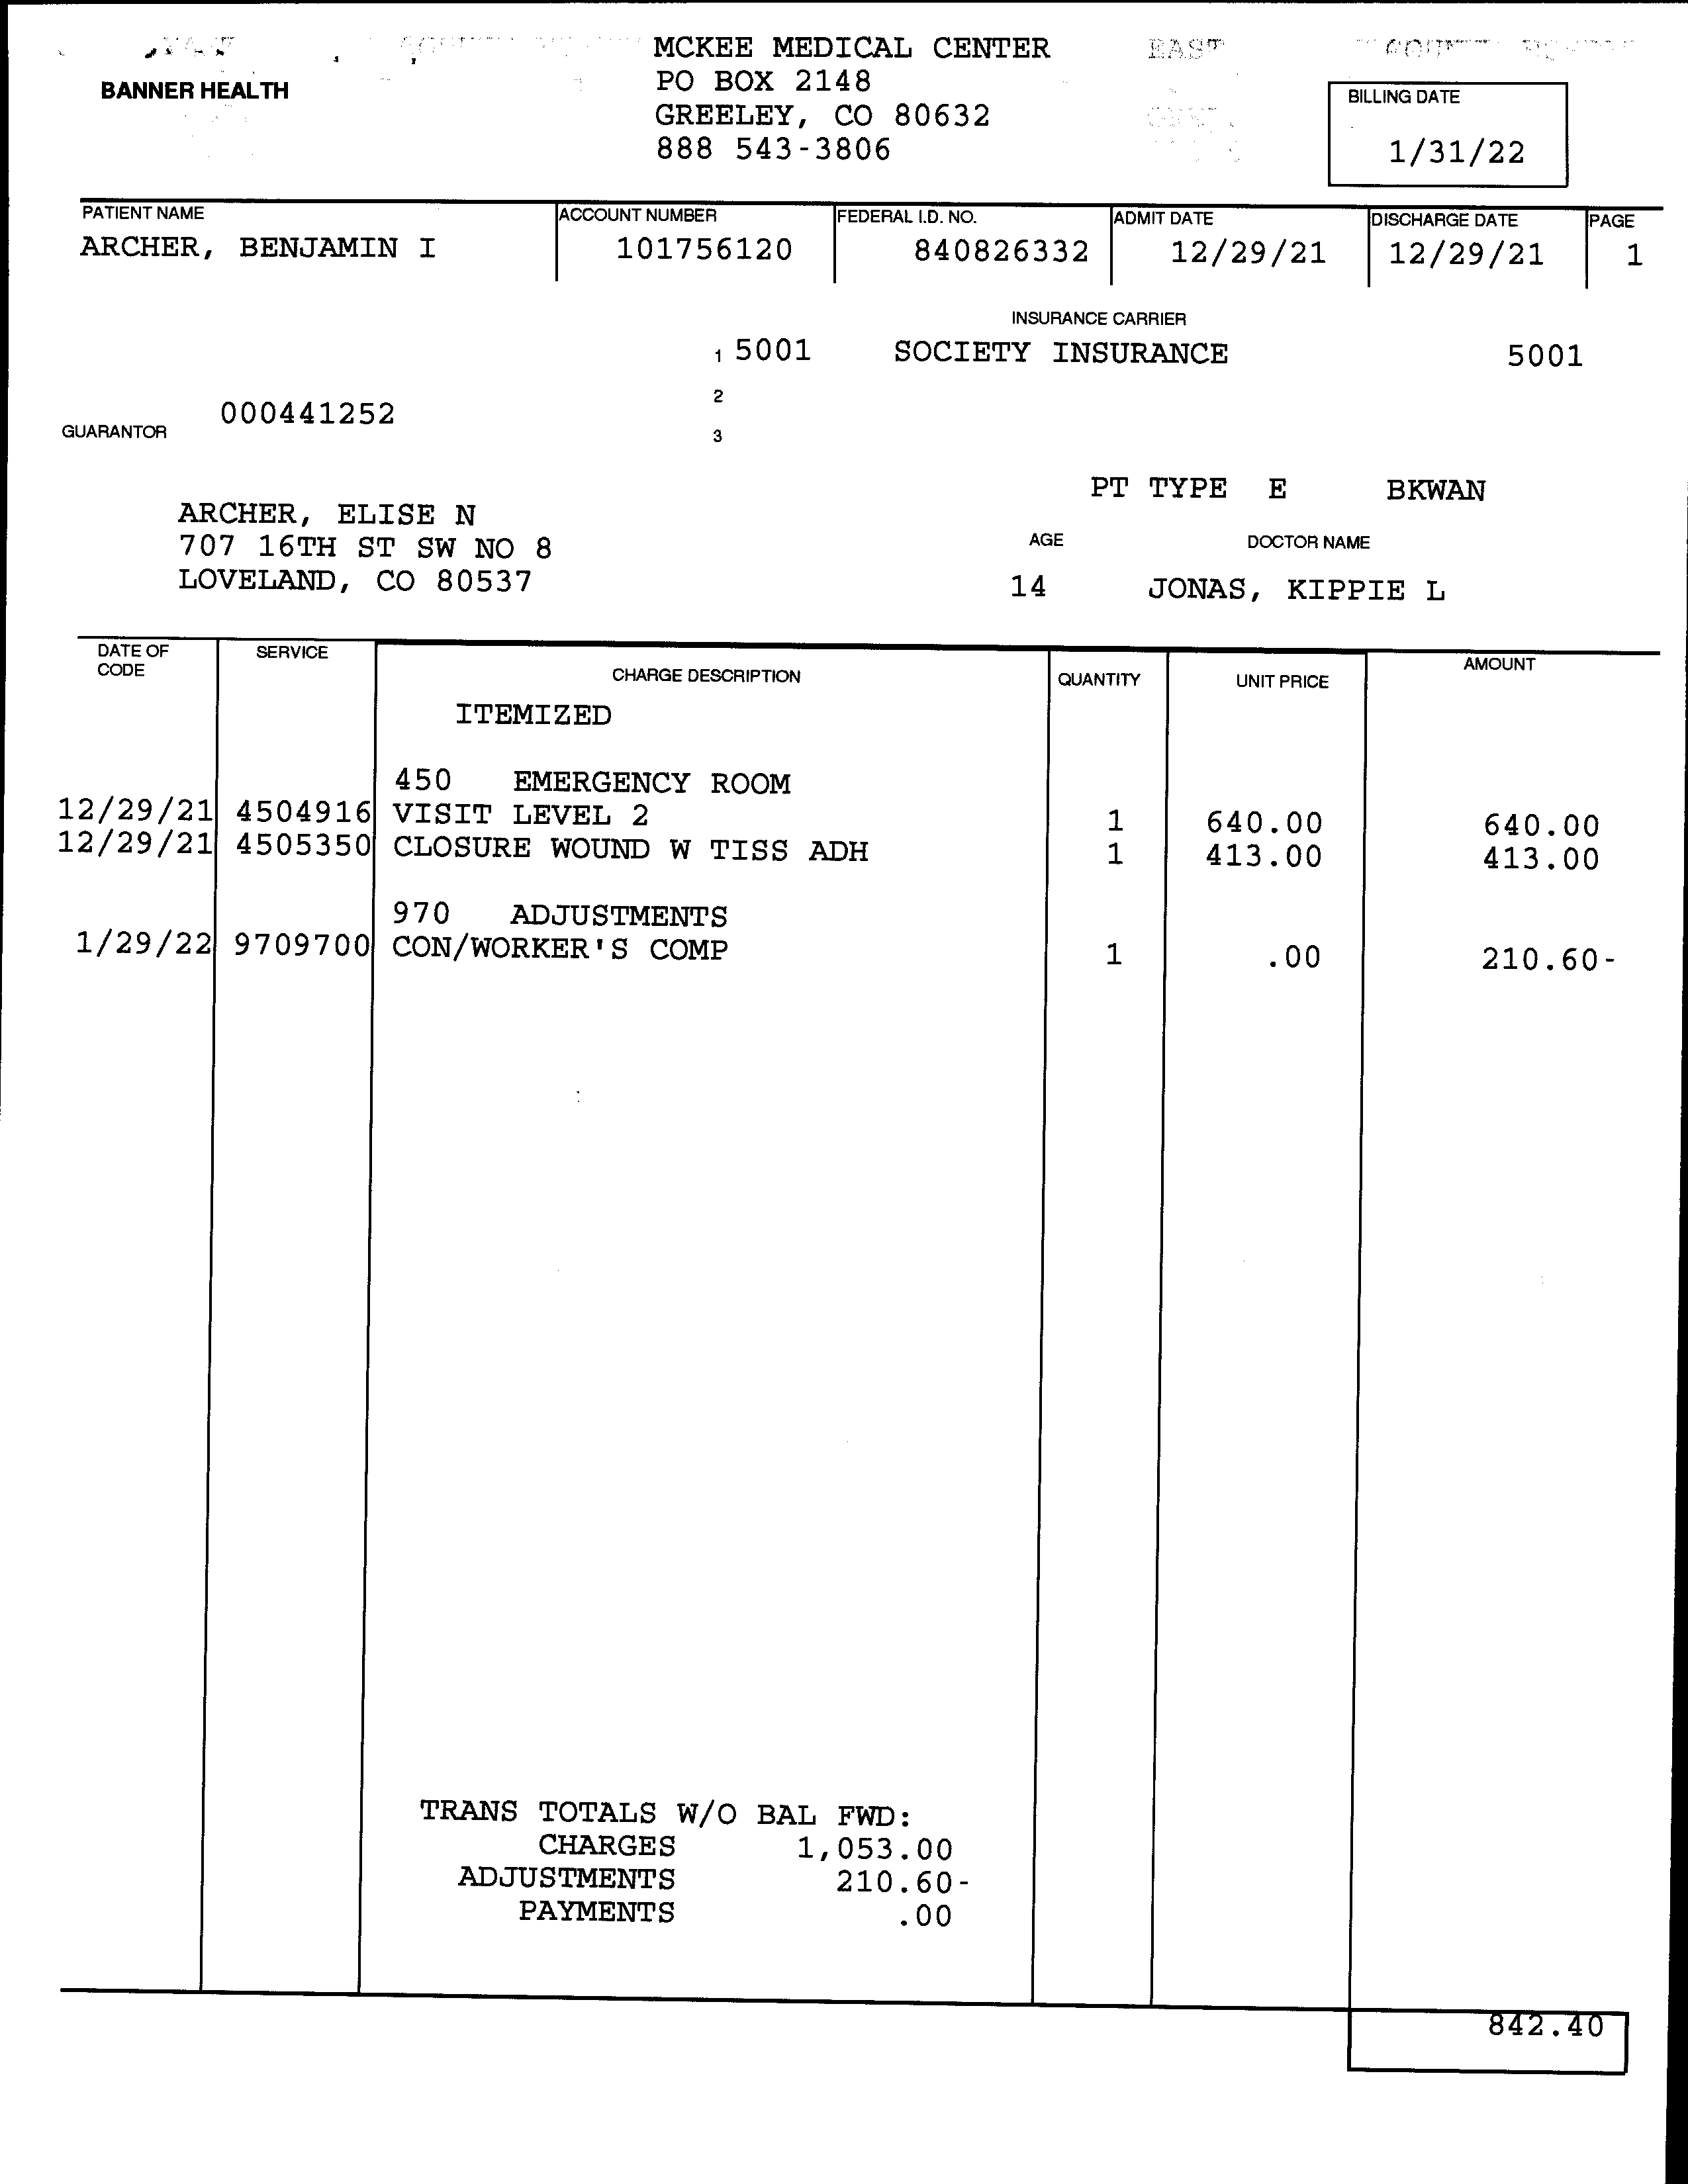 MCKEE MEDICAL CENTER
EAST
BANNER HEALTH
PO BOX 2148
GREELEY, CO 80632
888 543-3806
BILLING DATE
1/31/22
PATIENT NAME ACCOUNT NUMBER FEDERAL I.D. NO. ADMIT DATE DISCHARGE DATE PAGE
ARCHER, BENJAMIN I 101756120 840826332 12/29/21 12/29/21 1
INSURANCE CARRIER
1 5001 SOCIETY INSURANCE 5001
2
000441252
GUARANTOR 3
PT TYPE E BKWAN
ARCHER, ELISE N
707 16TH ST SW NO 8
LOVELAND, CO 80537
AGE DOCTOR NAME
14 JONAS, KIPPIE L
DATE OF SERVICE
CODE CHARGE DESCRIPTION QUANTITY UNIT PRICE AMOUNT
ITEMIZED
450 EMERGENCY ROOM
12/29/21 4504916 VISIT LEVEL 2 1 640.00 640.00
12/29/21 4505350 CLOSURE WOUND W TISS ADH 1 413.00 413.00
970 ADJUSTMENTS
1/29/22 9709700 CON/WORKER'S COMP 1 .00 210.60-
TRANS TOTALS W/O BAL FWD:
CHARGES 1,053.00
ADJUSTMENTS 210.60-
PAYMENTS .00
842.40